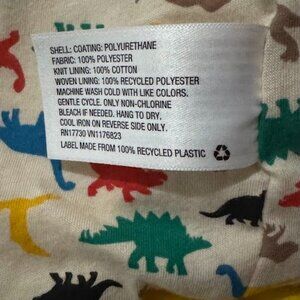 SHELL: COATING: POLYURETHANE
FABRIC: 100% POLYESTER
KNIT LINING: 100% COTTON
WOVEN LINING: 100% RECYCLED POLYESTER
MACHINE WASH COLD WITH LIKE COLORS.
GENTLE CYCLE. ONLY NON-CHLORINE
BLEACH IF NEEDED. HANG TO DRY.
COOL IRON ON REVERSE SIDE ONLY.
RN17730 VN1176823
LABEL MADE FROM 100% RECYCLED PLASTIC